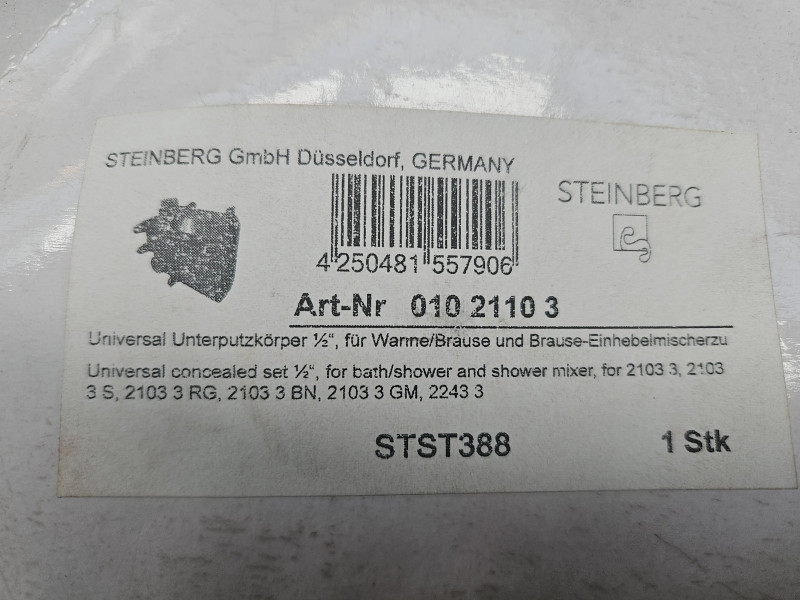 STEINBERG GmbH Düsseldorf, GERMANY
STEINBERG
4 250481 557906
Art-Nr 010 2110 3
Universal Unterputzkörper ½“, für Wanne/Brause und Brause-Einhebelmischerzu
Universal concealed set ½“, for bath/shower and shower mixer, for 2103 3, 2103
3 S, 2103 3 RG, 2103 3 BN, 2103 3 GM, 2243 3
STST388 1 Stk